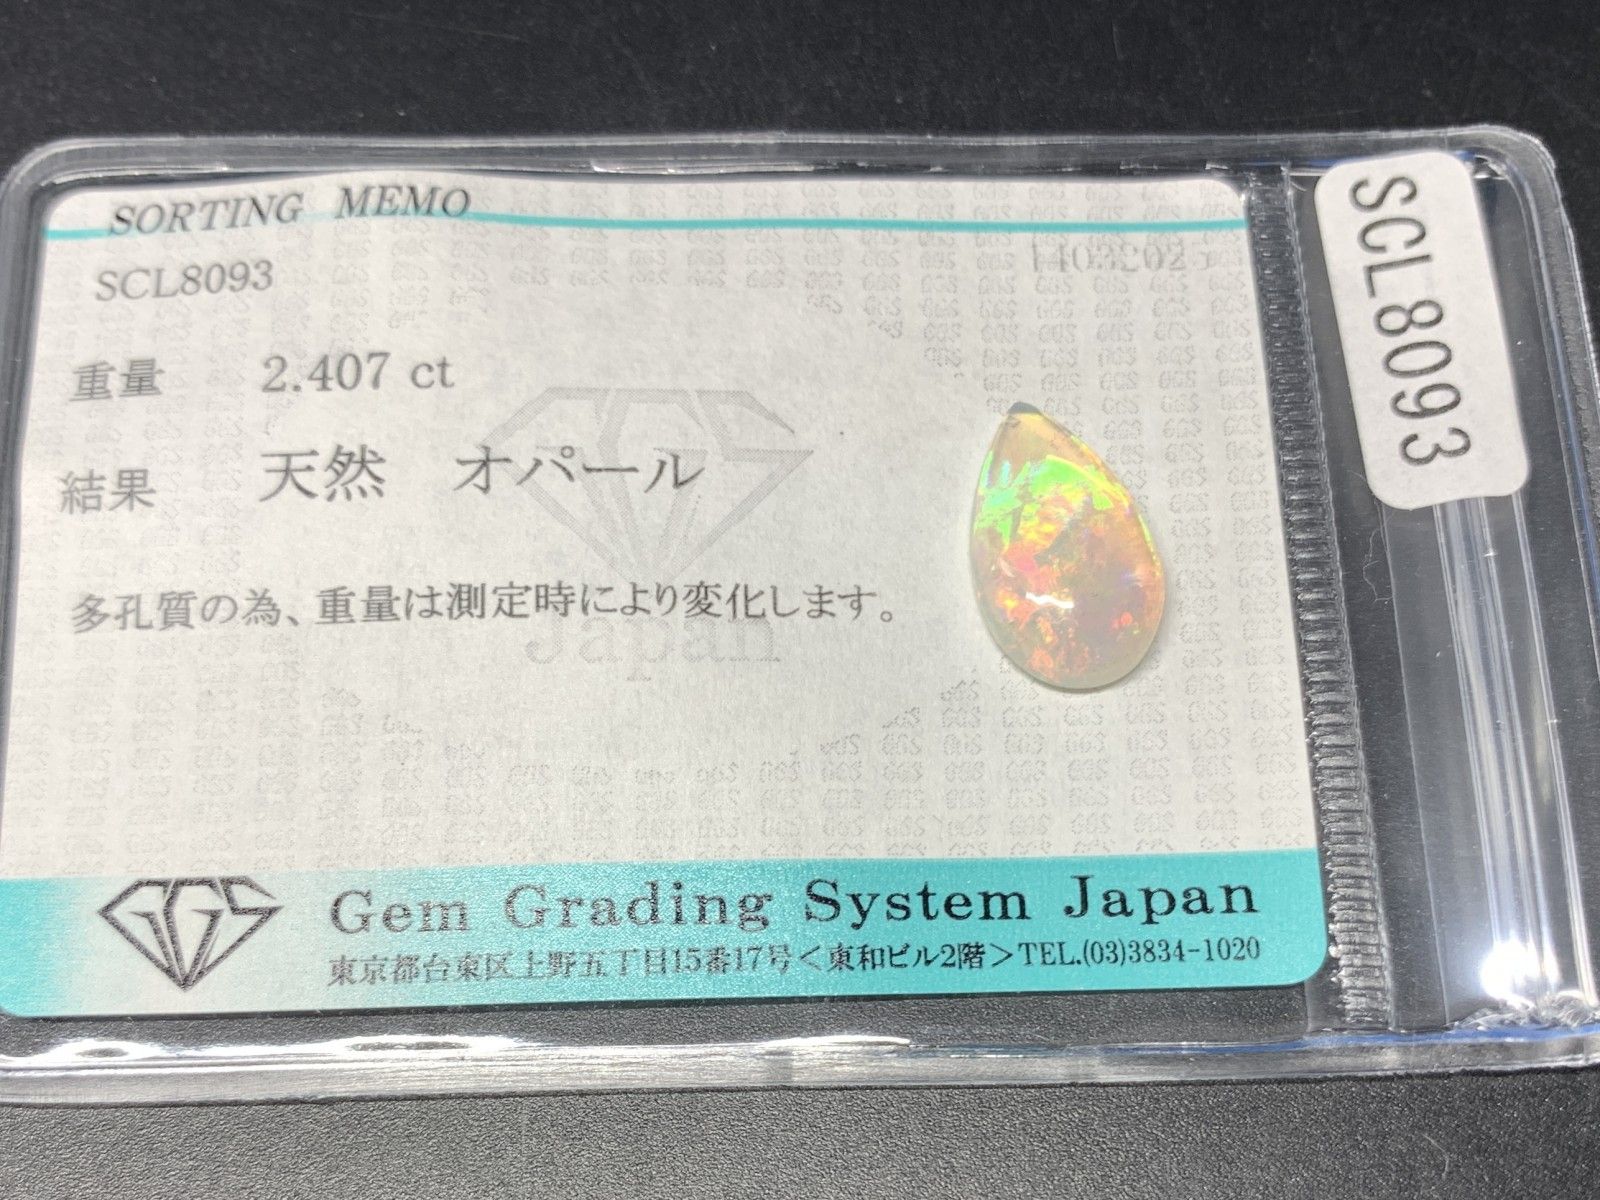 SORTING MEMO
SCL8093
重量 2.407 ct
結果 天然 オパール
多孔質の為、重量は測定時により変化します。
Japan
GGS
Gem Grading System Japan
東京都台東区上野五丁目15番17号＜東和ビル2階＞TEL.(03)3834-1020
SCL8093